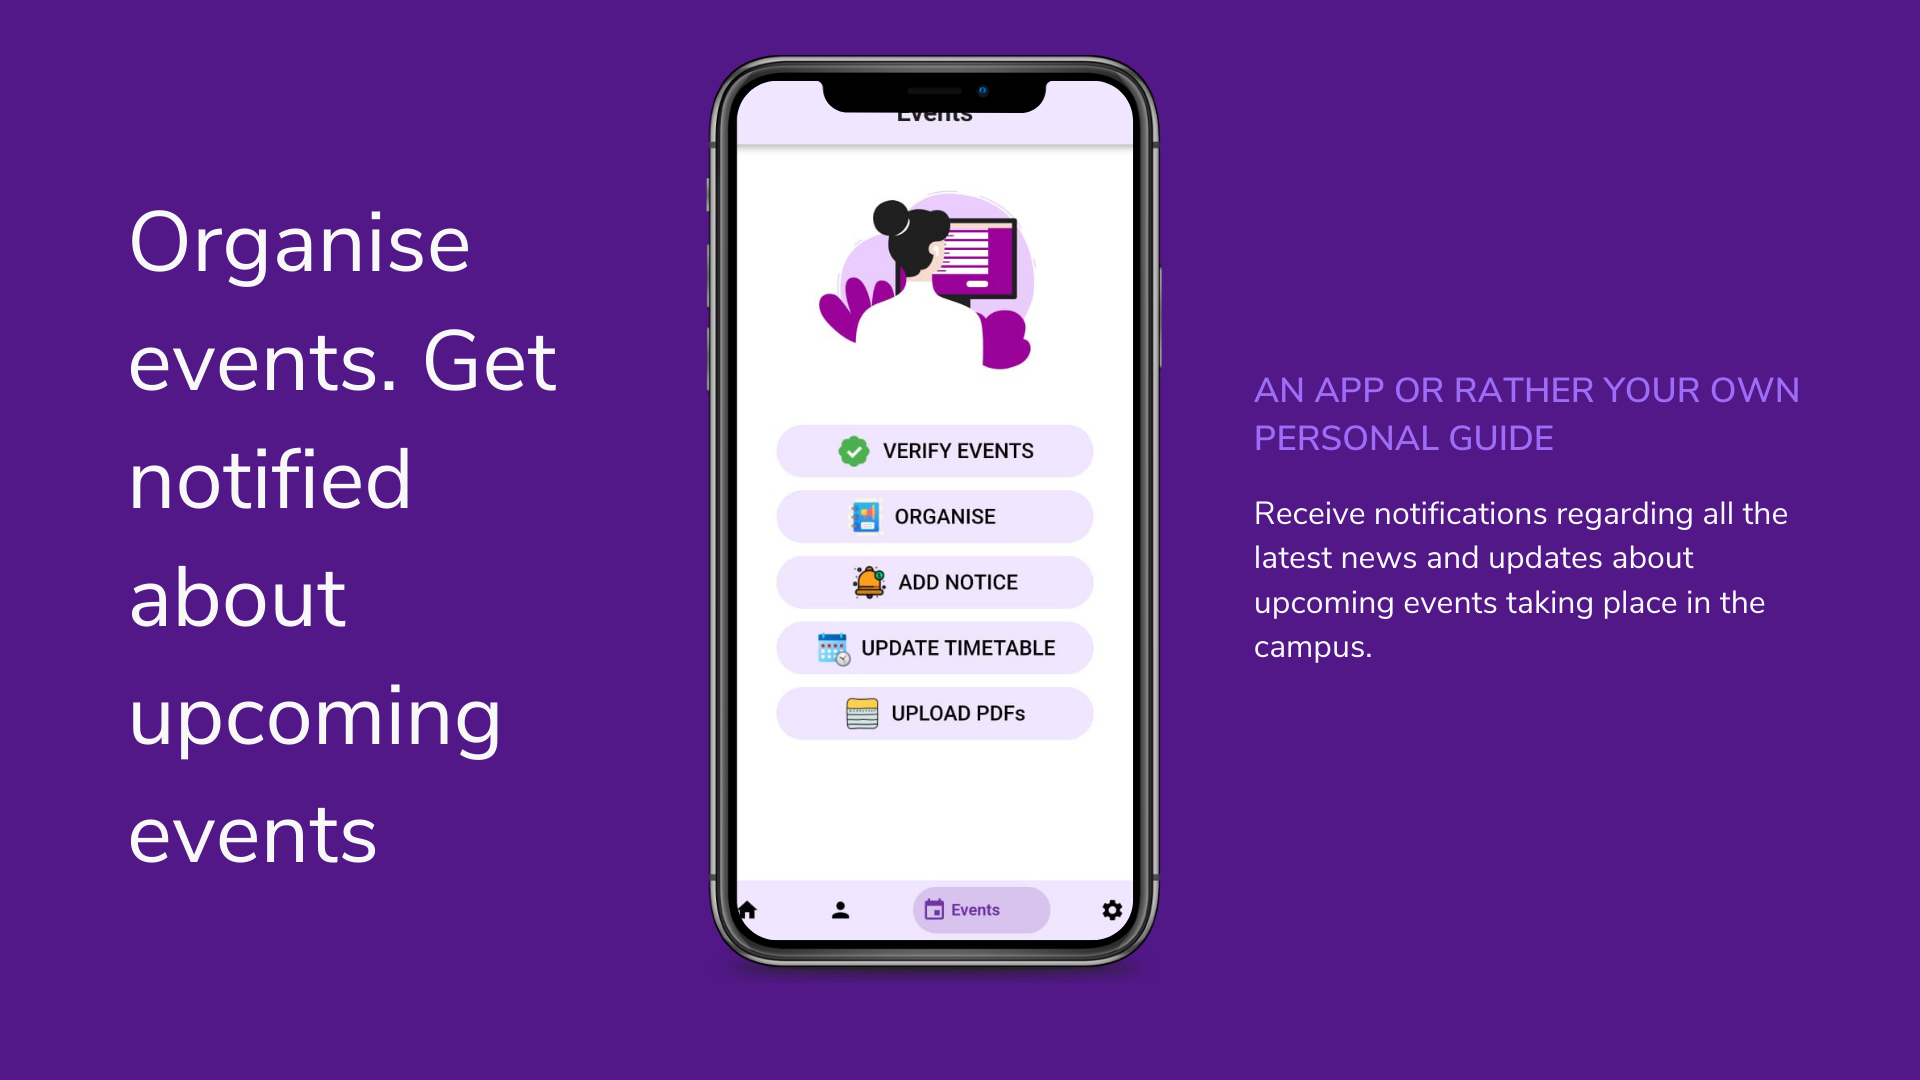 Organise
events. Get
notified
about
upcoming
events
Events
VERIFY EVENTS
ORGANISE
ADD NOTICE
UPDATE TIMETABLE
UPLOAD PDFs
Events
AN APP OR RATHER YOUR OWN
PERSONAL GUIDE
Receive notifications regarding all the
latest news and updates about
upcoming events taking place in the
campus.